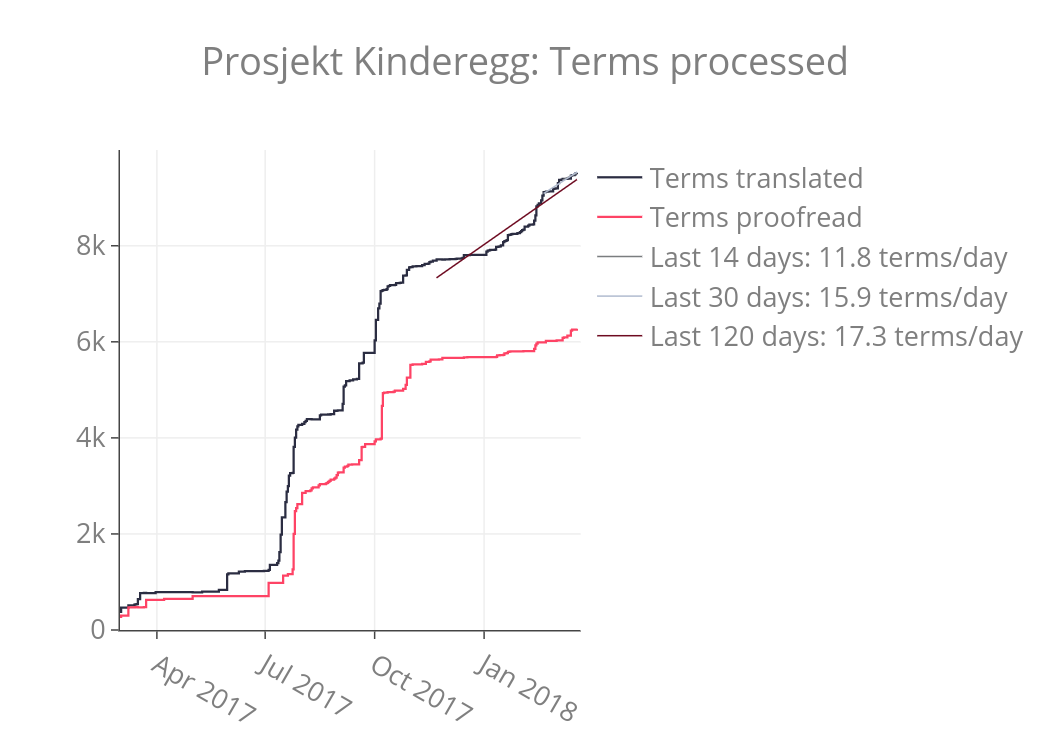 Prosjekt Kinderegg: Terms processed
Terms translated
Terms proofread
Last 14 days: 11.8 terms/day
Last 30 days: 15.9 terms/day
Last 120 days: 17.3 terms/day
8k
6k
4k
2k
0
Apr 2017
Jul 2017
Oct 2017
Jan 2018